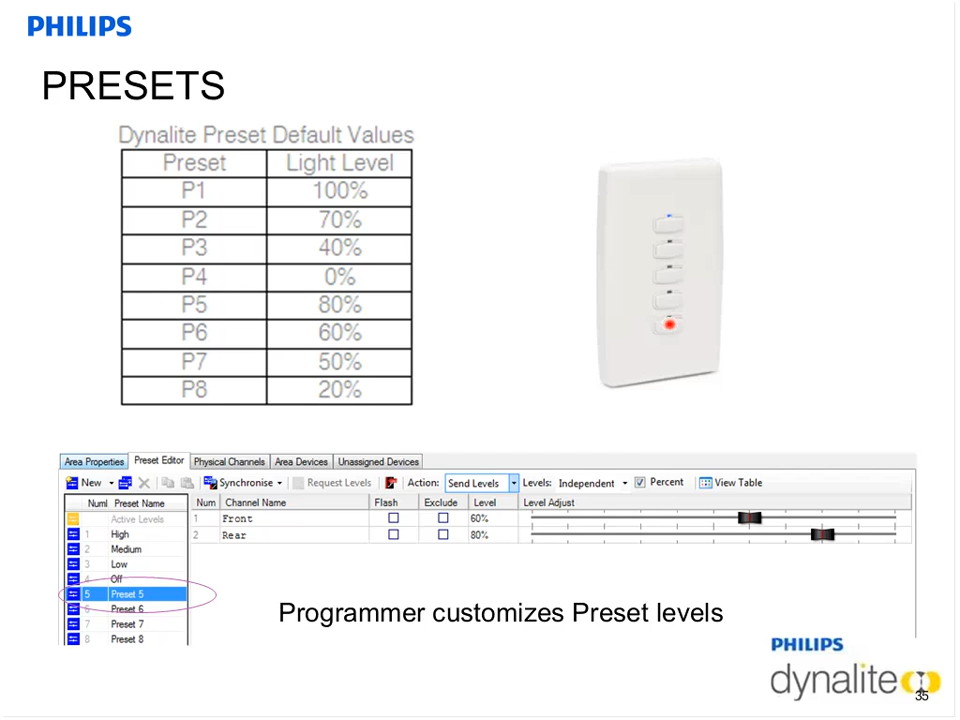 PHILIPS
PRESETS
Dynalite Preset Default Values
Preset Light Level
P1 100%
P2 70%
P3 40%
P4 0%
P5 80%
P6 60%
P7 50%
P8 20%
Area Properties Preset Editor Physical Channels Area Devices Unassigned Devices
New Synchronise Request Levels Action: Send Levels Levels: Independent Percent View Table
Num Preset Name Num Channel Name Flash Exclude Level Level Adjust
Active Levels 1 Front 60%
1 High 2 Rear 80%
2 Medium
3 Low
4 Off
5 Preset 5
6 Preset 6
7 Preset 7
8 Preset 8
Programmer customizes Preset levels
PHILIPS
dynalite
35